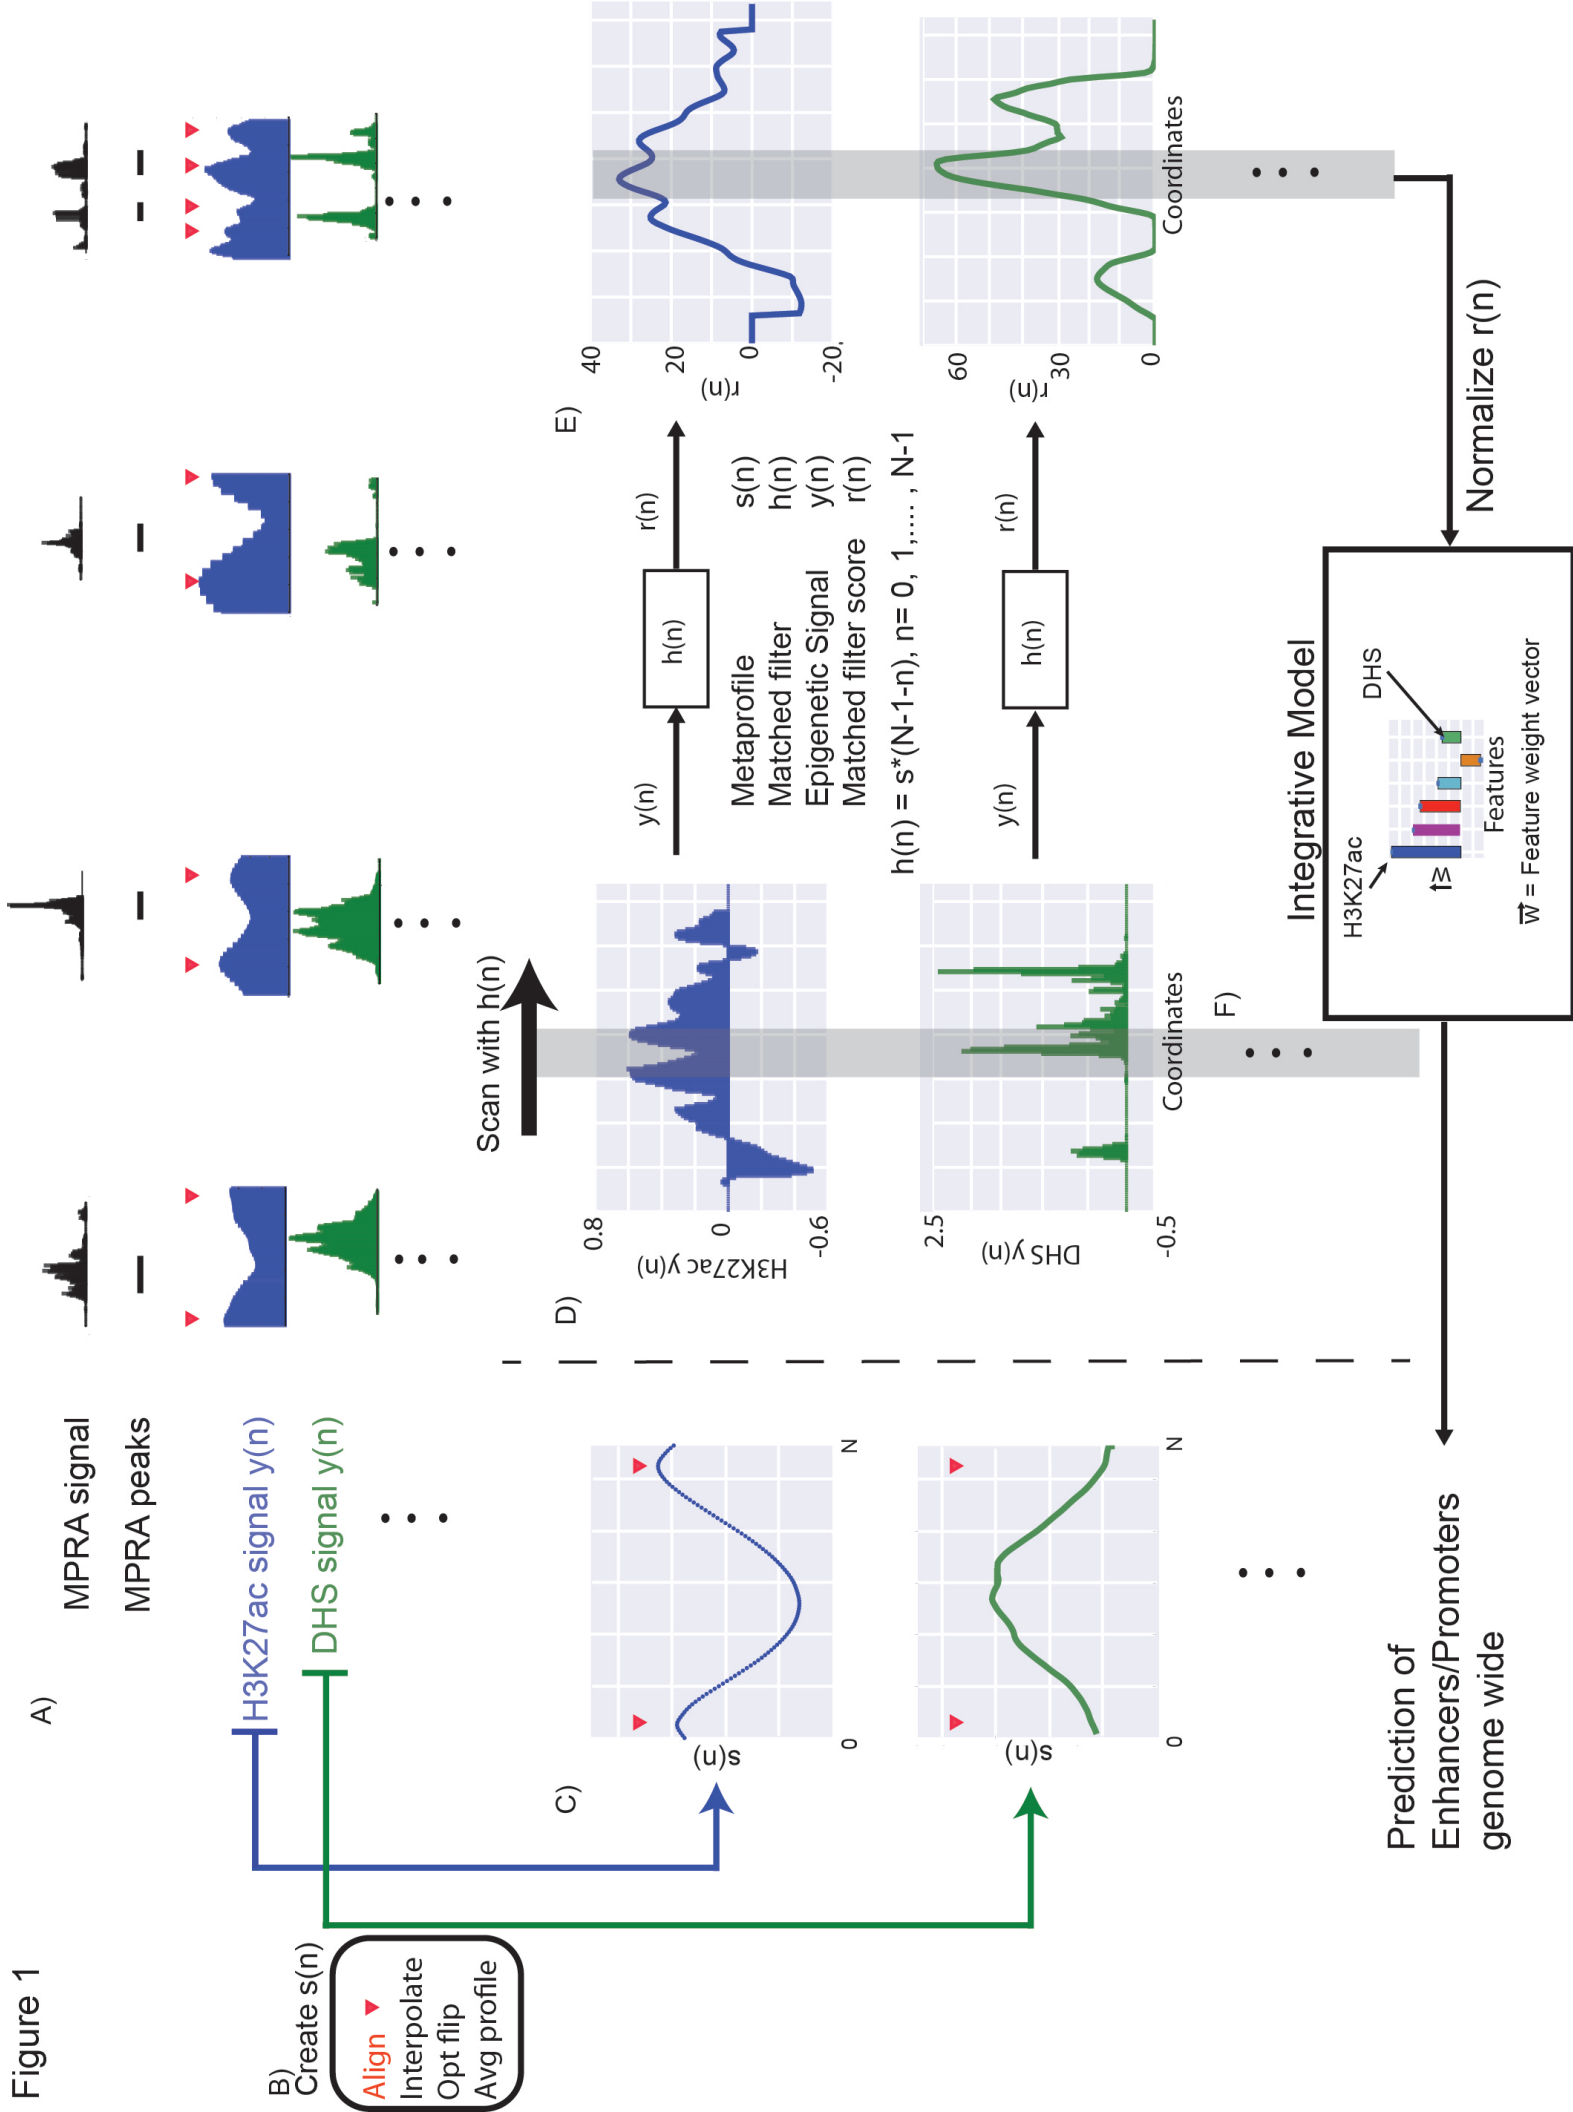 Figure 1
A)
MPRA signal
MPRA peaks
H3K27ac signal y(n)
DHS signal y(n)
B)
Create s(n)
Align
Interpolate
Opt flip
Avg profile
C)
s(n)
0
N
s(n)
0
N
D)
Scan with h(n)
0.8
0
-0.6
H3K27ac y(n)
2.5
-0.5
DHS y(n)
Coordinates
y(n)
h(n)
r(n)
Metaprofile s(n)
Matched filter h(n)
Epigenetic Signal y(n)
Matched filter score r(n)
h(n) = s*(N-1-n), n= 0, 1,.... , N-1
y(n)
h(n)
r(n)
E)
40
20
0
-20,
r(n)
60
30
0
r(n)
Coordinates
Normalize r(n)
F)
Integrative Model
H3K27ac
DHS
w
Features
w = Feature weight vector
Prediction of
Enhancers/Promoters
genome wide